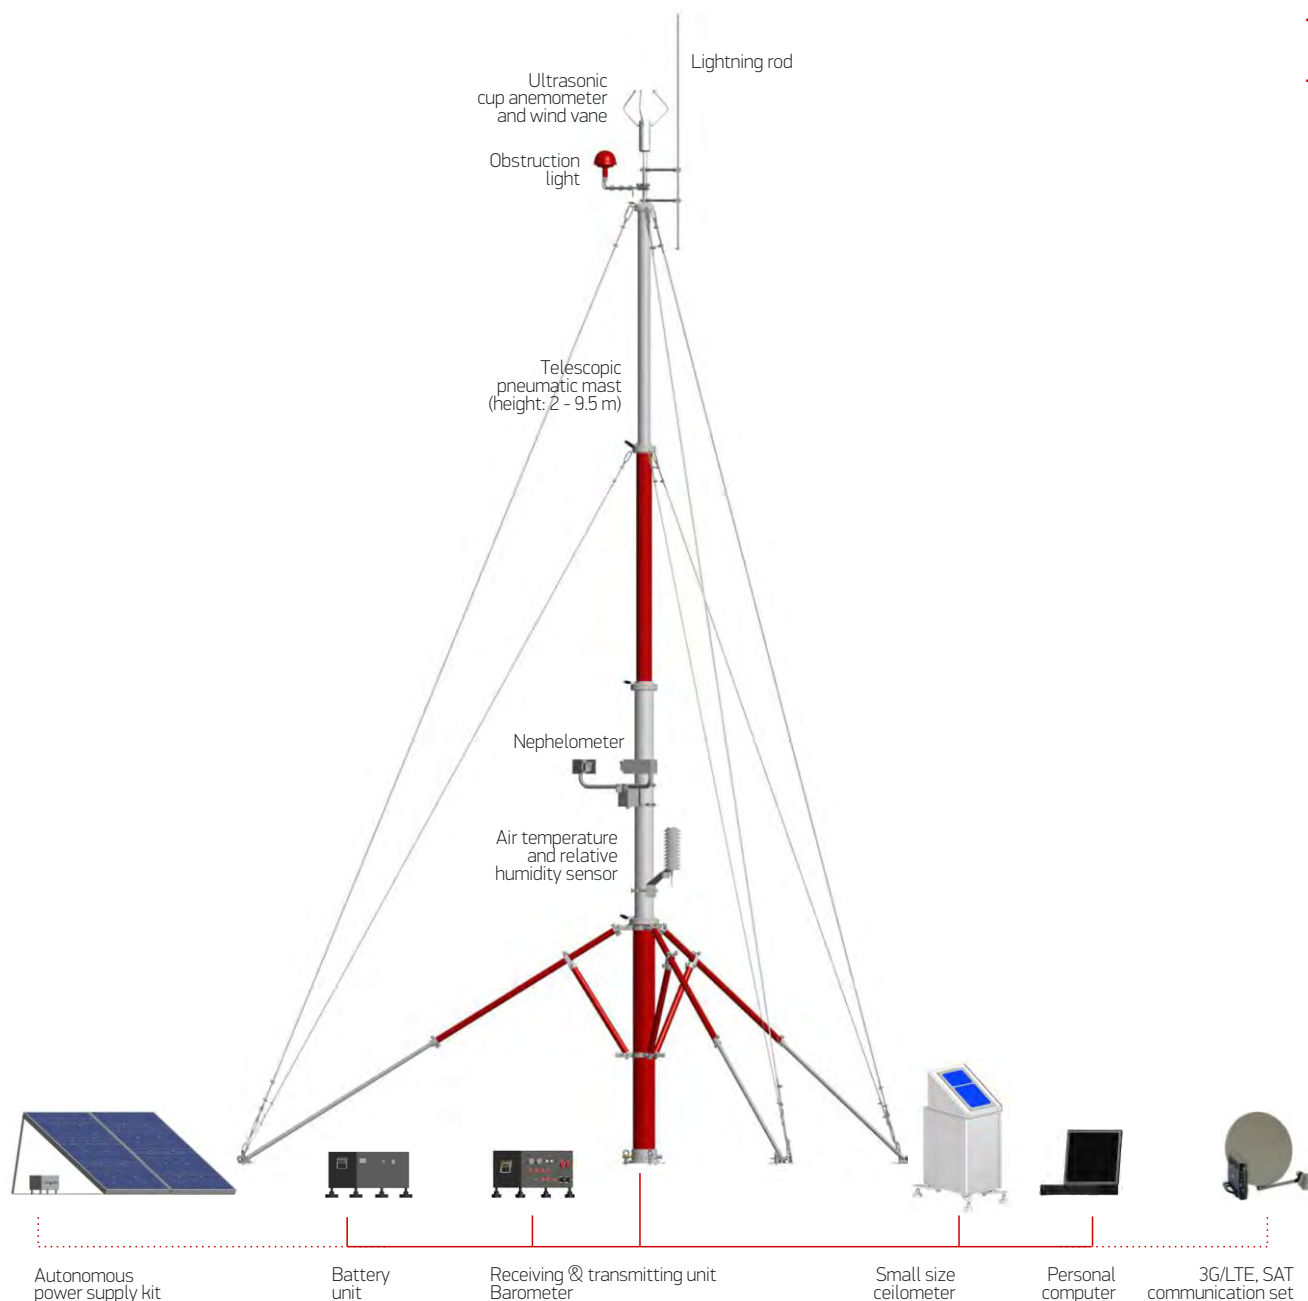 Lightning rod
Ultrasonic
cup anemometer
and wind vane
Obstruction
light
Telescopic
pneumatic mast
(height: 2 - 9.5 m)
Nephelometer
Air temperature
and relative
humidity sensor
Autonomous
power supply kit
Battery
unit
Receiving & transmitting unit
Barometer
Small size
ceilometer
Personal
computer
3G/LTE, SAT
communication set